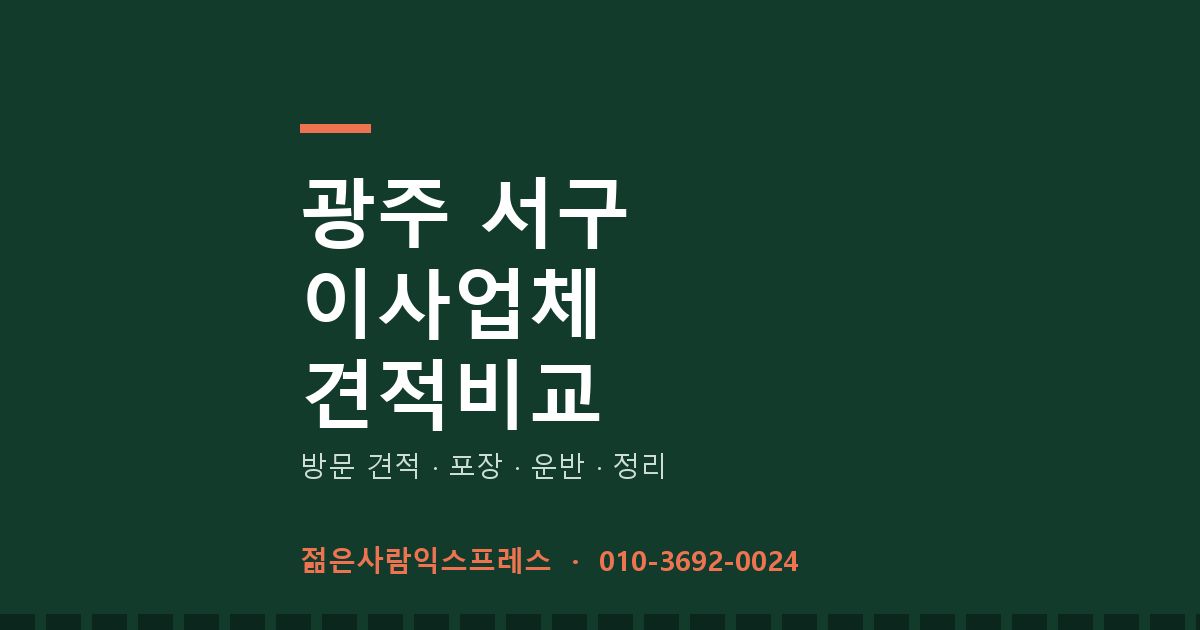 광주 서구
이사업체
견적비교
방문 견적 · 포장 · 운반 · 정리
젊은사람익스프레스 · 010-3692-0024